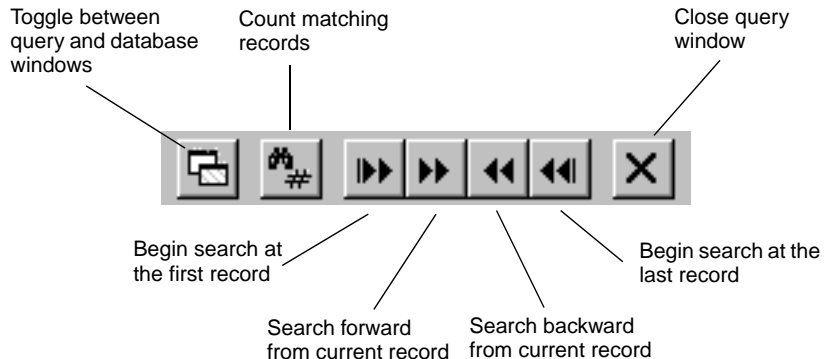 Toggle between
query and database
windows
Count matching
records
Close query
window
#
Begin search at
the first record
Search forward
from current record
Search backward
from current record
Begin search at the
last record